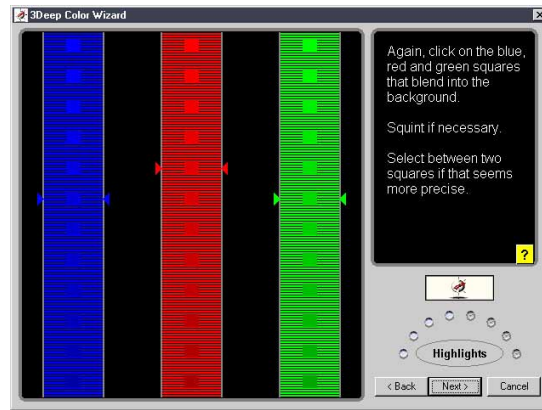 3Deep Color Wizard
Again, click on the blue,
red and green squares
that blend into the
background.
Squint if necessary.
Select between two
squares if that seems
more precise.
?
Highlights
< Back
Next >
Cancel